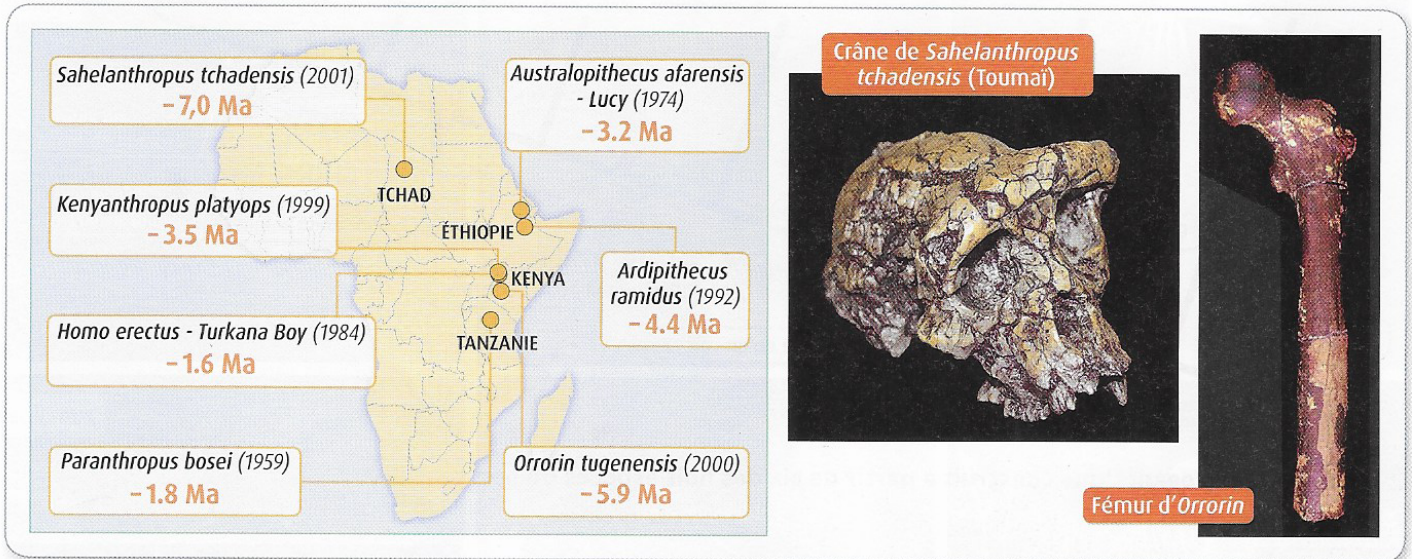 Sahelanthropus tchadensis (2001)
–7,0 Ma
Australopithecus afarensis
- Lucy (1974)
–3.2 Ma
TCHAD
Kenyanthropus platyops (1999)
–3.5 Ma
ÉTHIOPIE
Ardipithecus
ramidus (1992)
–4.4 Ma
KENYA
Homo erectus - Turkana Boy (1984)
–1.6 Ma
TANZANIE
Paranthropus bosei (1959)
–1.8 Ma
Orrorin tugenensis (2000)
–5.9 Ma
Crâne de Sahelanthropus
tchadensis (Toumaï)
Fémur d'Orrorin